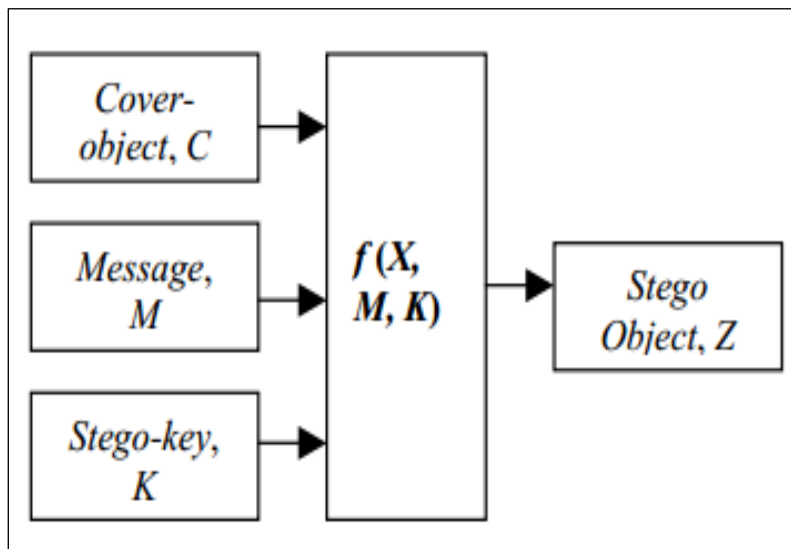 Cover-
object, C
Message,
M
Stego-key,
K
f (X,
M, K)
Stego
Object, Z